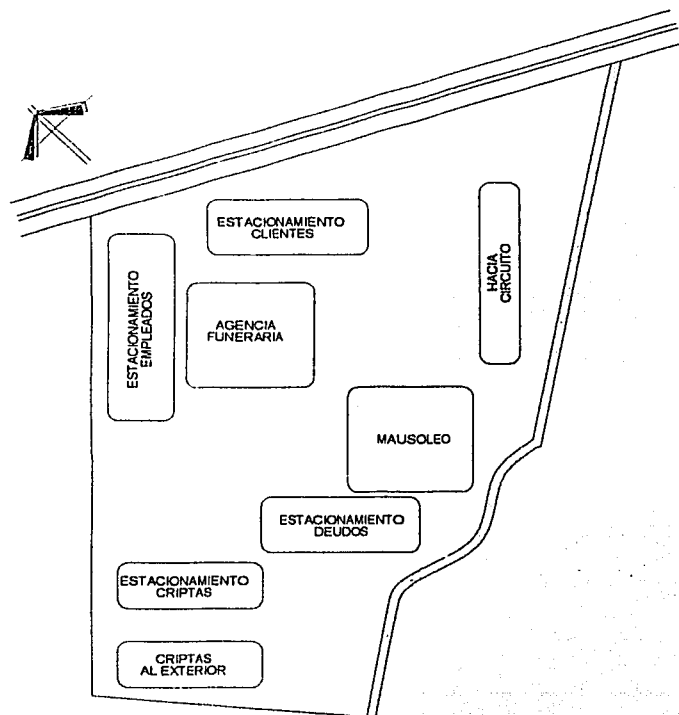 ESTACIONAMIENTO
CLIENTES
HACIA
CIRCUITO
ESTACIONAMIENTO
EMPLEADOS
AGENCIA
FUNERARIA
MAUSOLEO
ESTACIONAMIENTO
DEUDOS
ESTACIONAMIENTO
CRIPTAS
CRIPTAS
AL EXTERIOR